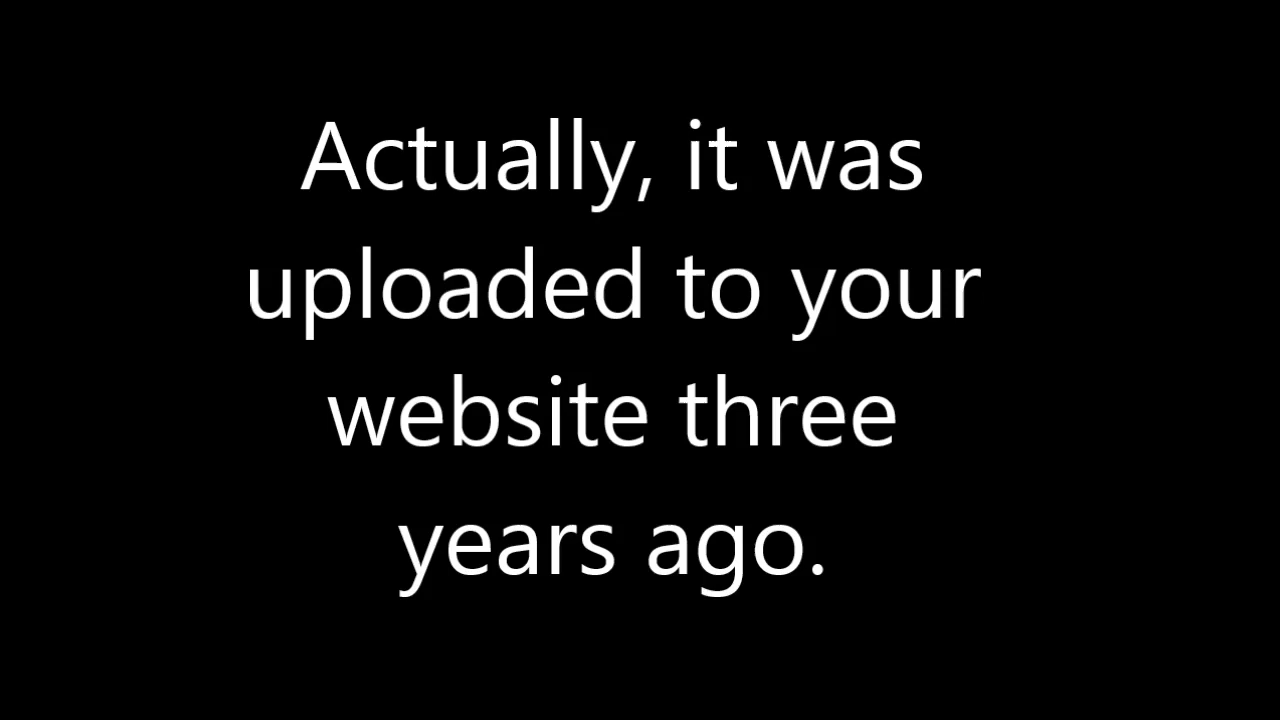 Actually, it was
uploaded to your
website three
years ago.